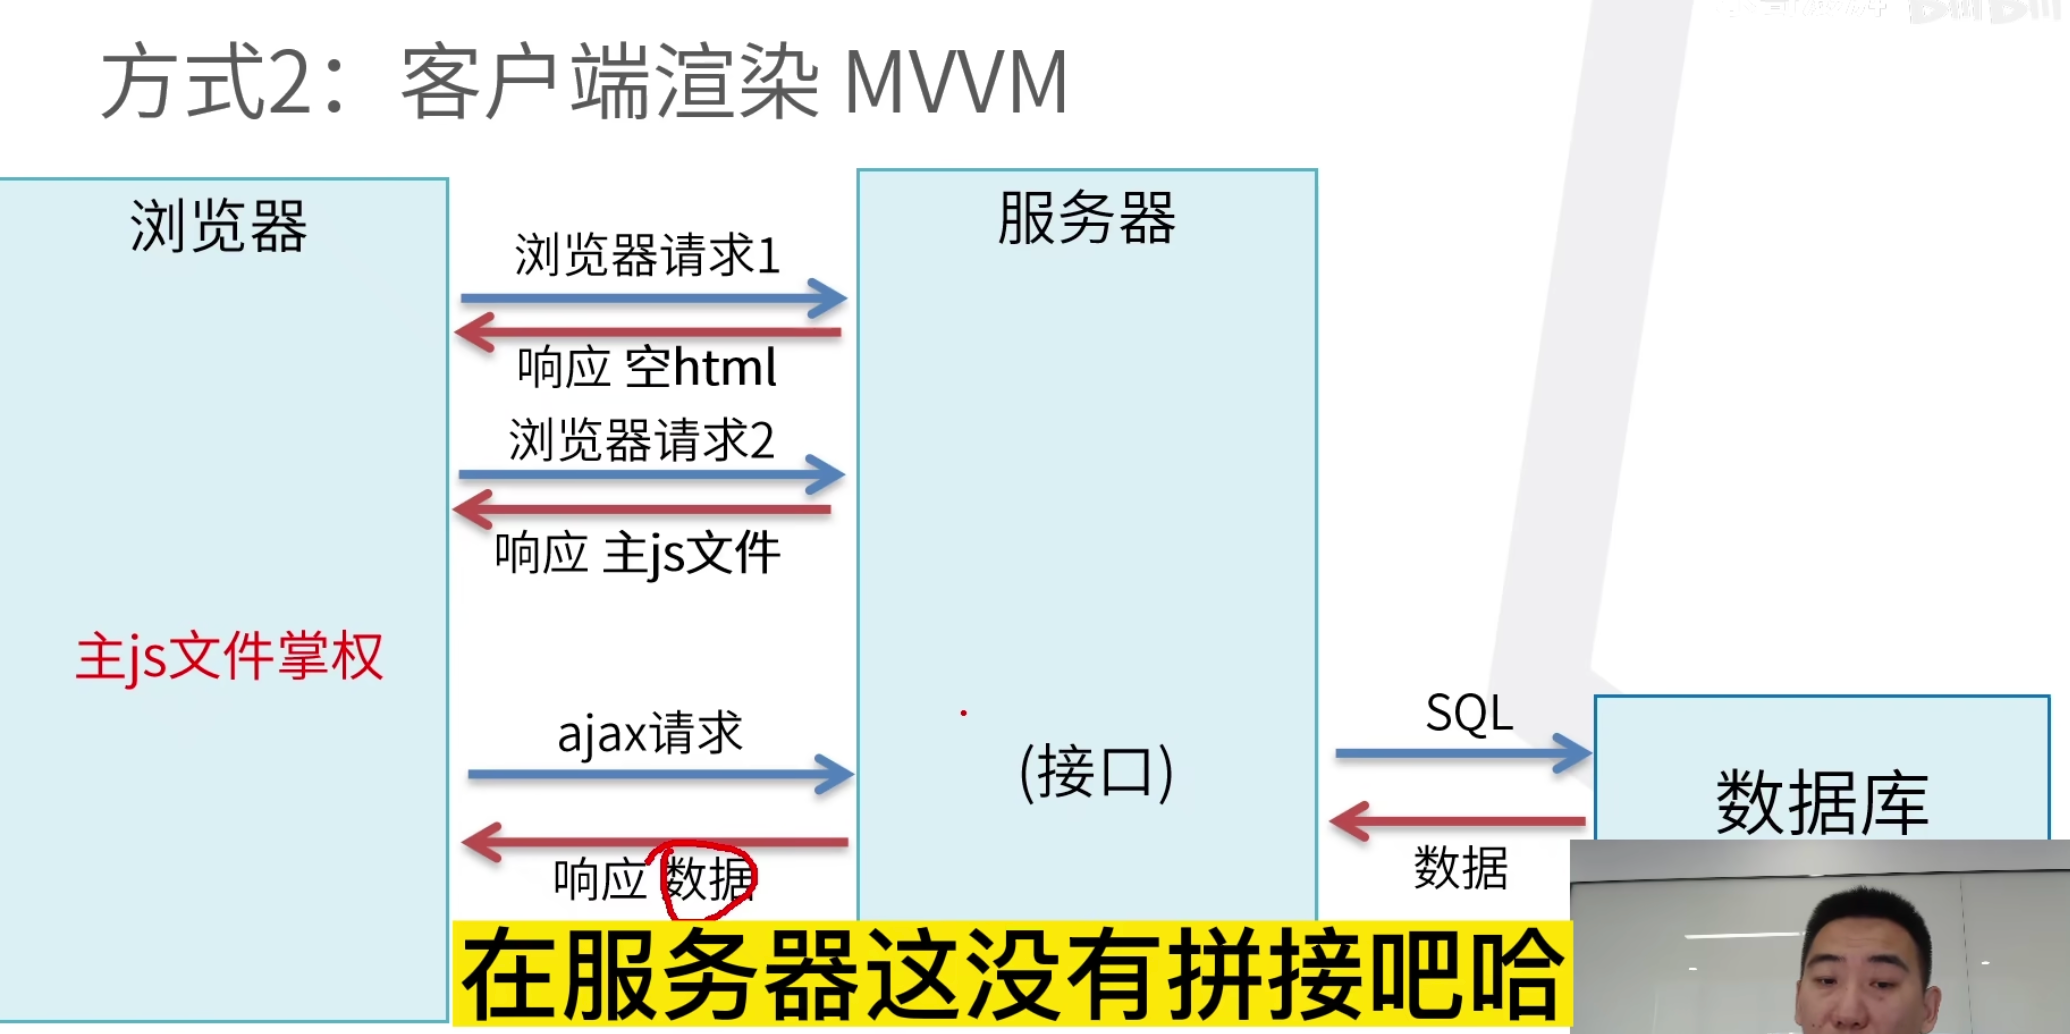 方式2：客户端渲染 MVVM
浏览器
服务器
浏览器请求1
响应 空html
浏览器请求2
响应 主js文件
主js文件掌权
ajax请求
(接口)
SQL
数据库
响应 数据
数据
在服务器这没有拼接吧哈